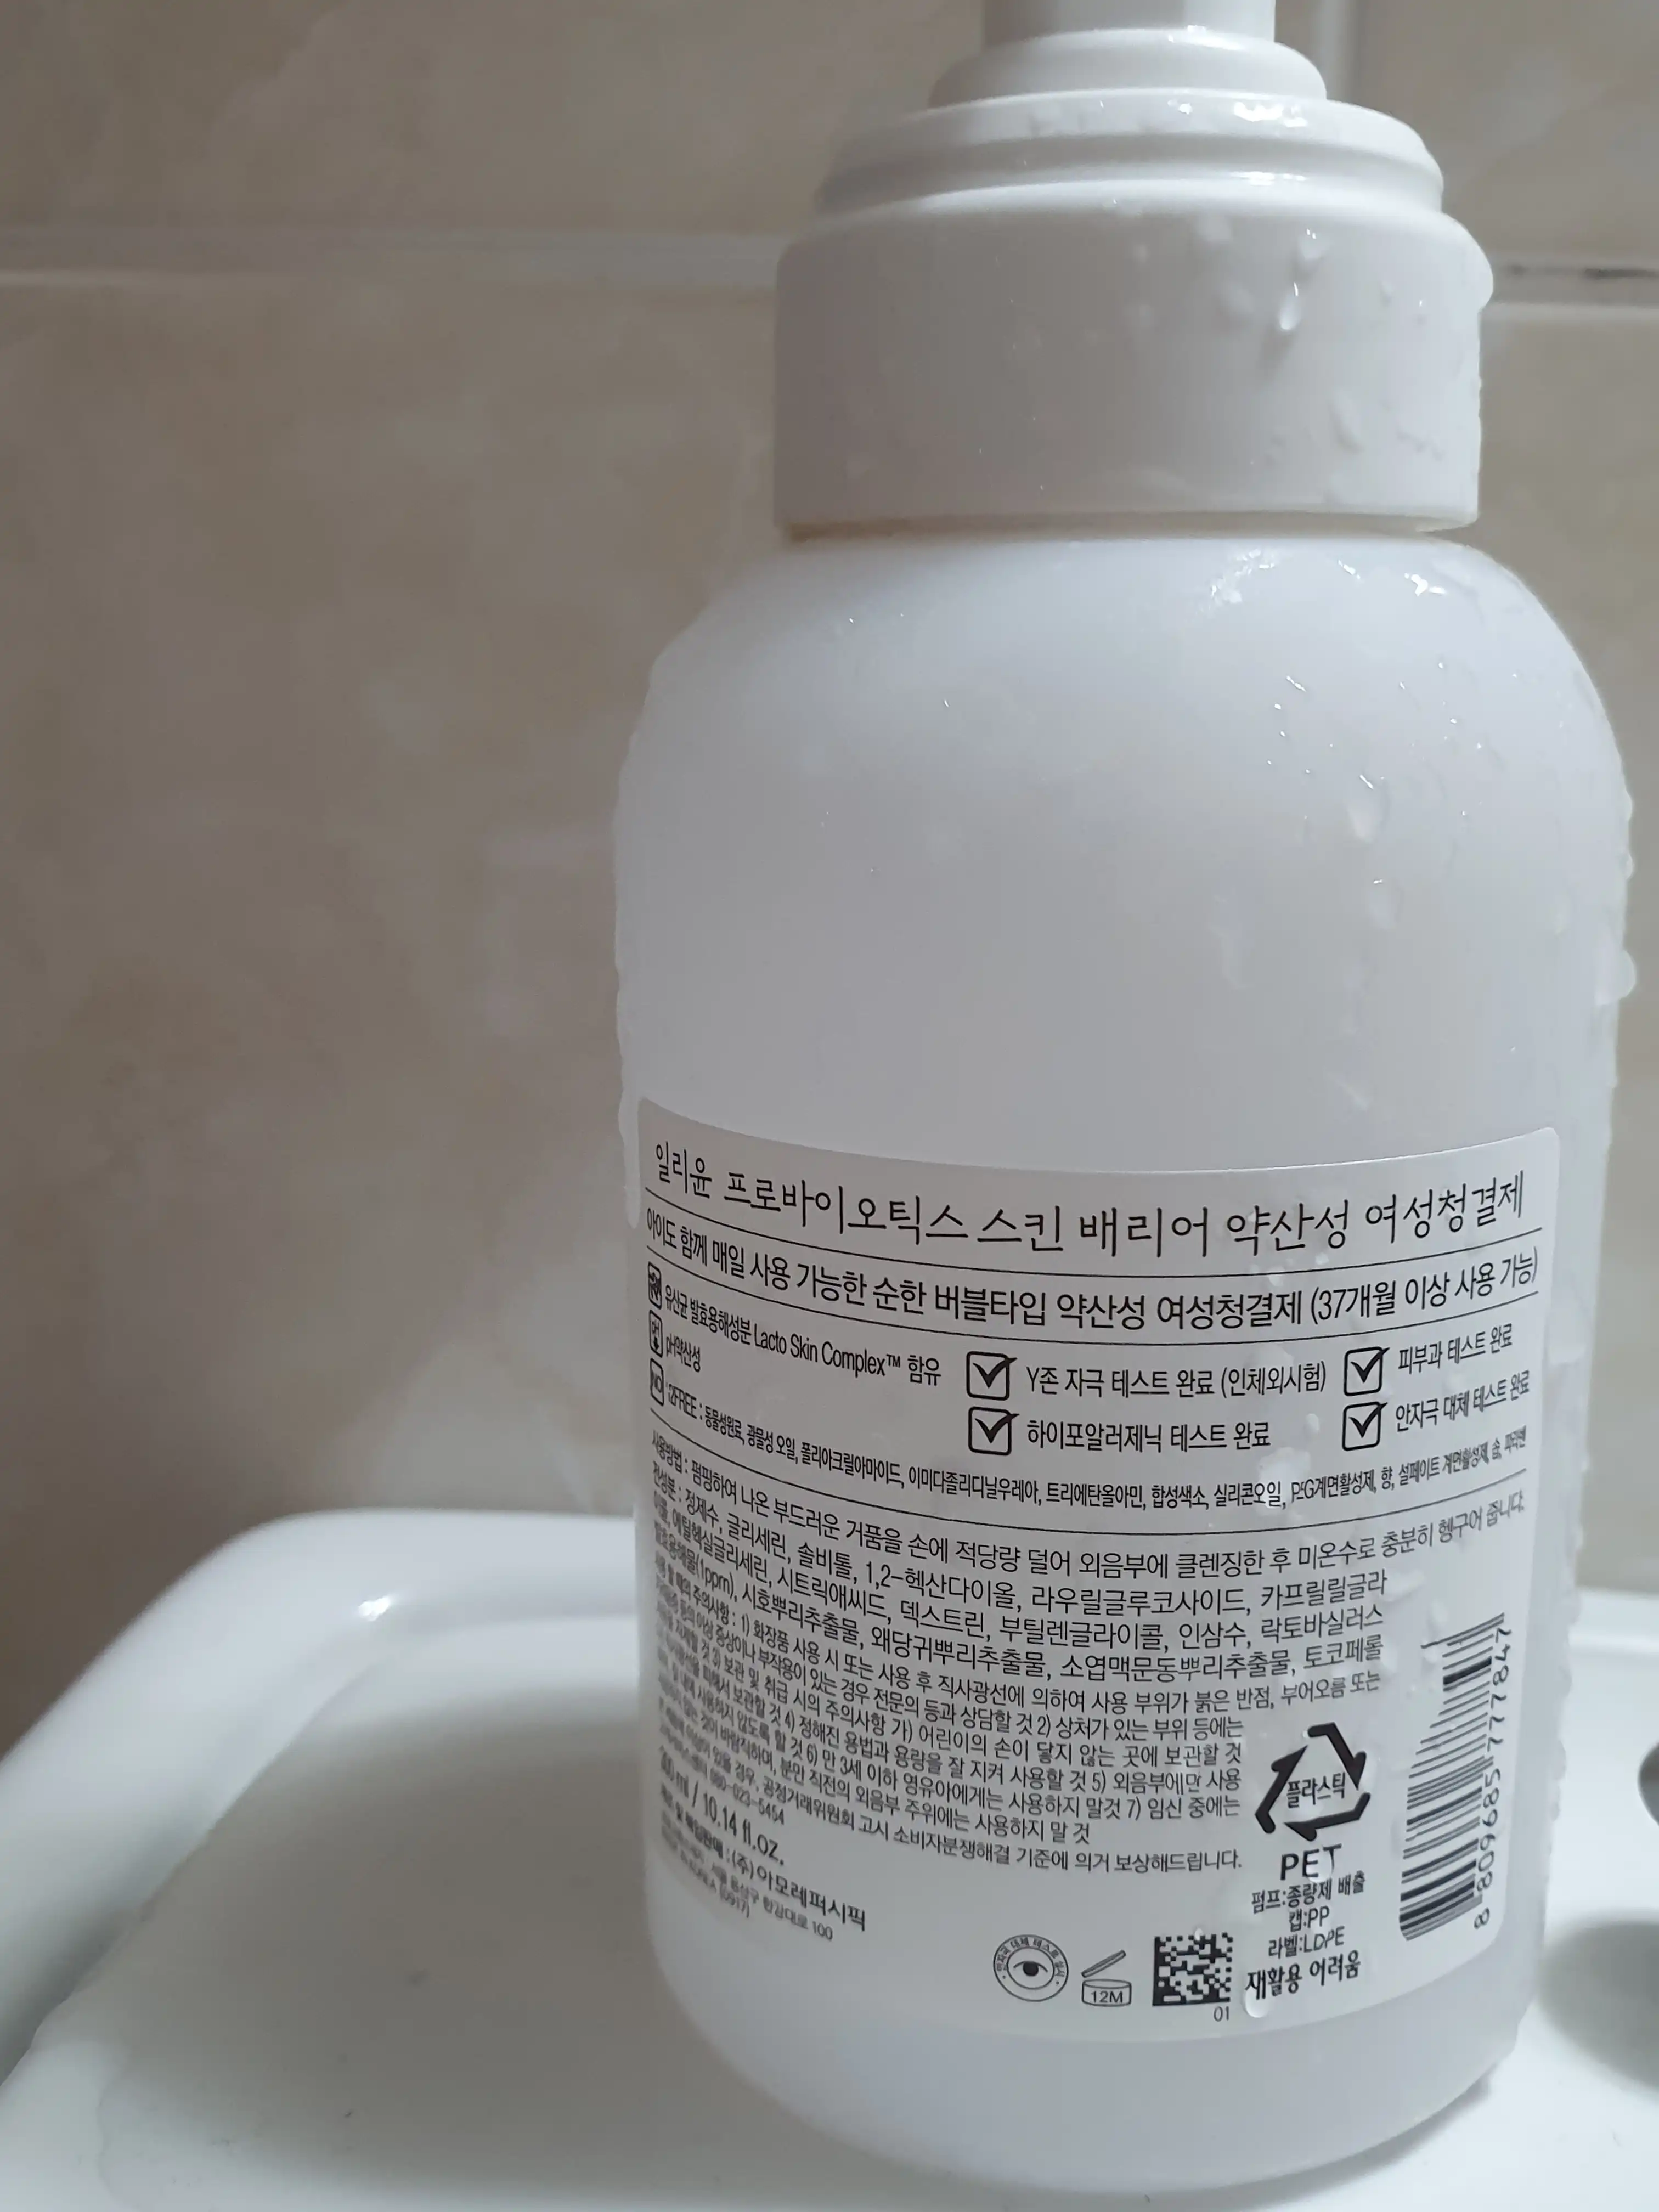 일리윤 프로바이오틱스 스킨 배리어 약산성 여성청결제
아이도 함께 매일 사용 가능한 순한 버블타입 약산성 여성청결제 (37개월 이상 사용 가능)
유산균 발효용해성분 Lacto Skin Complex™ 함유
pH약산성
Y존 자극 테스트 완료 (인체외시험)
피부과 테스트 완료
하이포알러제닉 테스트 완료
안자극 대체 테스트 완료
NO 12FREE : 동물성원료, 광물성 오일, 폴리아크릴아마이드, 이미다졸리디닐우레아, 트리에탄올아민, 합성색소, 실리콘오일, PEG계면활성제, 향, 설페이트 계면활성제,
사용방법 : 펌핑하여 나온 부드러운 거품을 손에 적당량 덜어 외음부에 클렌징한 후 미온수로 충분히 헹구어 줍니다.
전성분 : 정제수, 글리세린, 솔비톨, 1,2-헥산다이올, 라우릴글루코사이드, 카프릴릴글라
이콜, 에틸헥실글리세린, 시트릭애씨드, 덱스트린, 부틸렌글라이콜, 인삼수, 락토바실러스
발효용해물(1ppm), 시호뿌리추출물, 왜당귀뿌리추출물, 소엽맥문동뿌리추출물, 토코페롤
사용 할 때의 주의사항 : 1) 화장품 사용 시 또는 사용 후 직사광선에 의하여 사용 부위가 붉은 반점, 부어오름 또는
가려움증 등의 이상 증상이나 부작용이 있는 경우 전문의 등과 상담할 것 2) 상처가 있는 부위 등에는
사용을 자제할 것 3) 보관 및 취급 시의 주의사항 가) 어린이의 손이 닿지 않는 곳에 보관할 것
피해서 보관할 것 4) 정해진 용법과 용량을 잘 지켜 사용할 것 5) 외음부에만 사용
사용하지 않도록 할 것 6) 만 3세 이하 영유아에게는 사용하지 말것 7) 임신 중에는
않는 것이 바람직하며, 분만 직전의 외음부 주위에는 사용하지 말 것
있을 경우, 공정거래위원회 고시 소비자분쟁해결 기준에 의거 보상해드립니다.
080-023-5454
300 ml / 10.14 fl.oz.
(주)아모레퍼시픽
한강대로 100
플라스틱
PET
펌프:종량제 배출
캡:PP
라벨:LDPE
재활용 어려움
12M
01
8 809685 777847